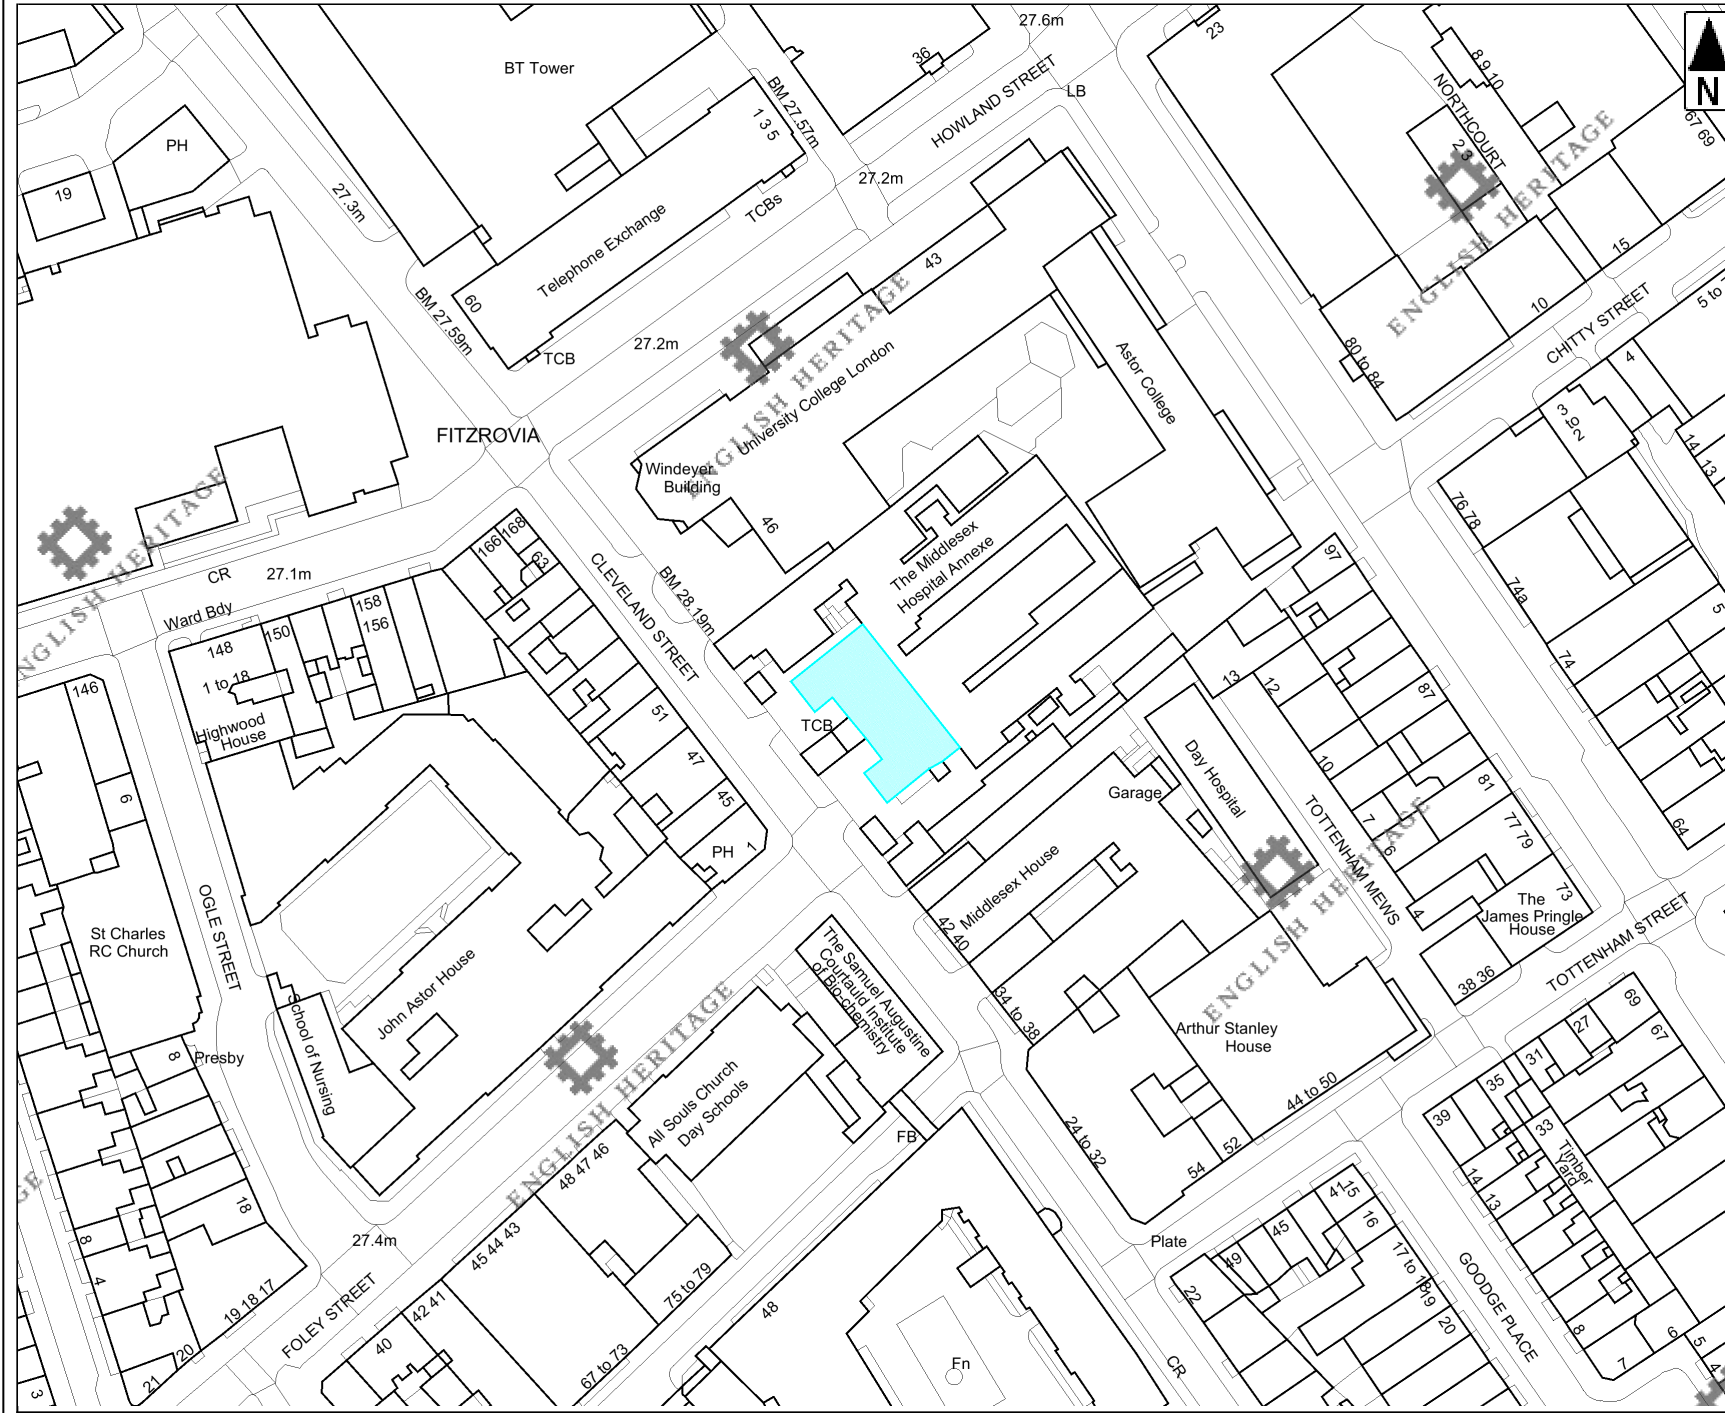 27.6m
23
36
BT Tower
8 9 10
N
NORTHCOURT
BM 27.57m
HOWLAND STREET
LB
1 3 5
67 69
PH
2 3
27.2m
19
27.3m
TCBs
Telephone Exchange
ENGLISH HERITAGE
15
43
60
BM 27.59m
10
5 to
CHITTY STREET
27.2m
TCB
University College London
ENGLISH HERITAGE
Astor College
80 to 84
4
3 to 2
FITZROVIA
14
13
Windeyer
Building
46
76 78
ENGLISH HERITAGE
166
168
63
The Middlesex
Hospital Annexe
97
CR
27.1m
CLEVELAND STREET
BM 28.19m
74a
5
Ward Bdy
158
156
150
148
1 to 18
Highwood
House
146
74
13
12
87
51
TCB
47
45
Day Hospital
10
81
6
Garage
TOTTENHAM MEWS
7
6
77 79
64
PH
1
Middlesex House
ENGLISH HERITAGE
OGLE STREET
73
The
James Pringle
House
4
42 40
TOTTENHAM STREET
St Charles
RC Church
The Samuel Augustine
Courtauld Institute
of Bio-chemistry
38 36
John Astor House
School of Nursing
34 to 38
69
67
27
Arthur Stanley
House
8
Presby
ENGLISH HERITAGE
31
35
44 to 50
All Souls Church
Day Schools
39
33
Timber
Yard
FB
24 to 32
52
54
48 47 46
14
13
41
15
16
18
8
27.4m
45 44 43
Plate
45
49
17 to 18
19
20
GOODGE PLACE
4
75 to 79
22
19 18 17
48
FOLEY STREET
42 41
40
20
21
67 to 73
Fn
CR
8
7
6
5
4
3